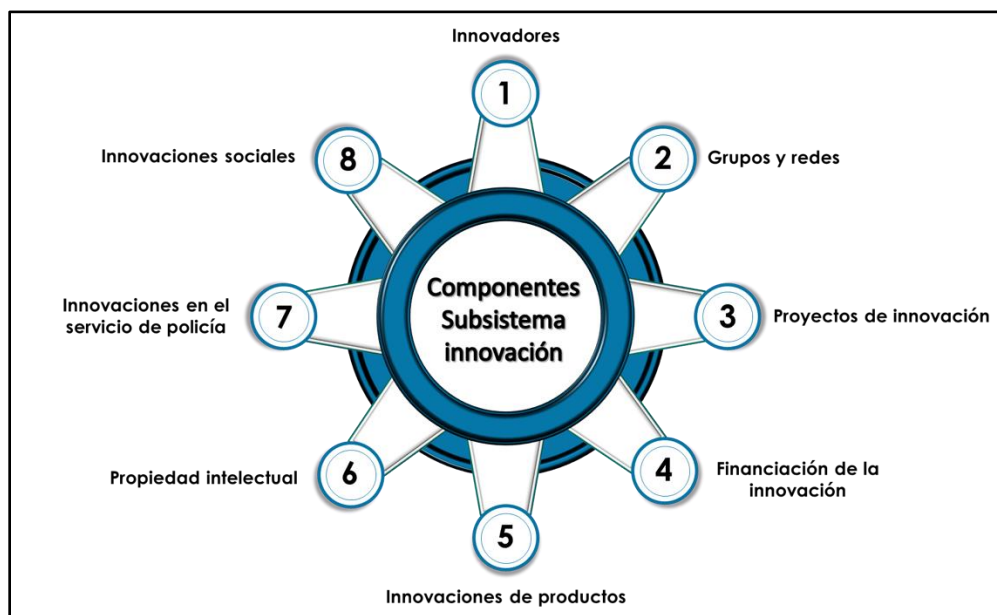 Innovadores
1
2
Grupos y redes
3
Proyectos de innovación
4
Financiación de la
innovación
5
Innovaciones de productos
6
Propiedad intelectual
7
Innovaciones en el
servicio de policía
8
Innovaciones sociales
Componentes
Subsistema
innovación